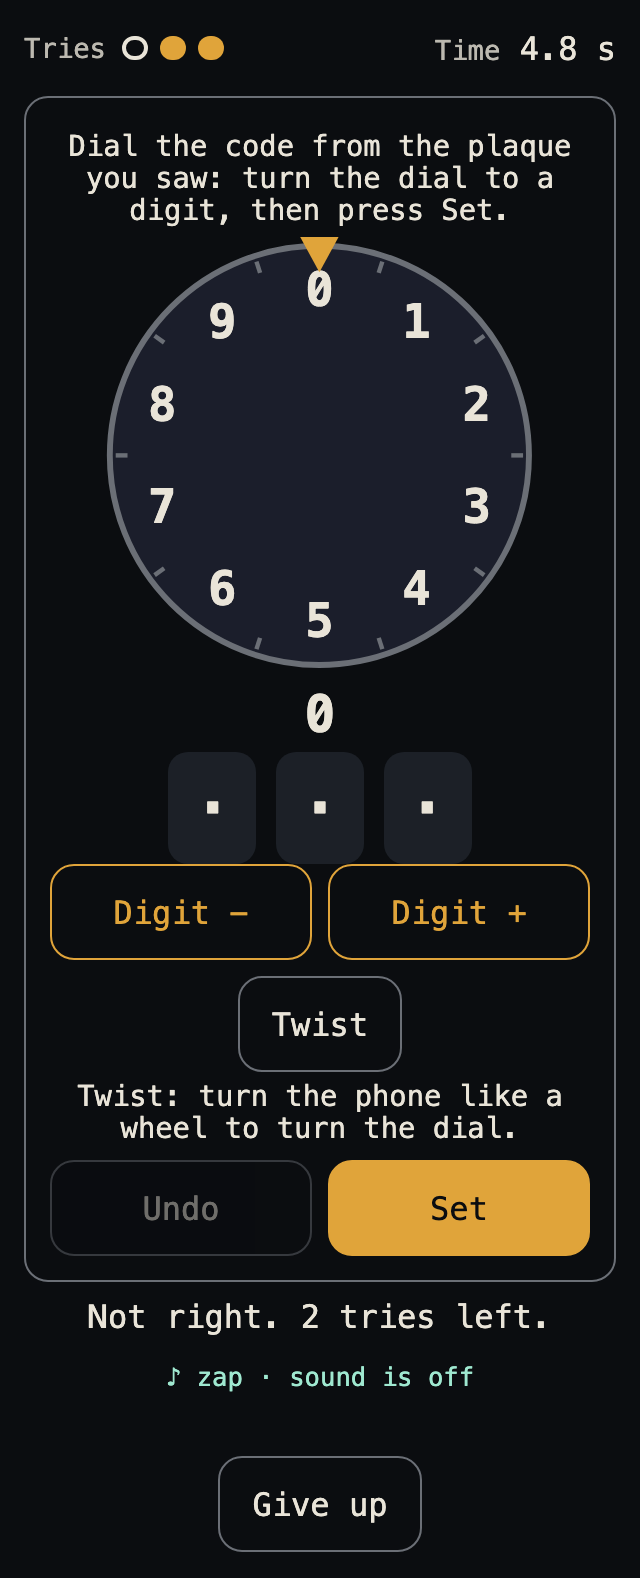 Tries
Time 4.8 s
Dial the code from the plaque
you saw: turn the dial to a
digit, then press Set.
0
9 1
8 2
7 3
6 4
5
0
Digit − Digit +
Twist
Twist: turn the phone like a
wheel to turn the dial.
Undo Set
Not right. 2 tries left.
♪ zap · sound is off
Give up